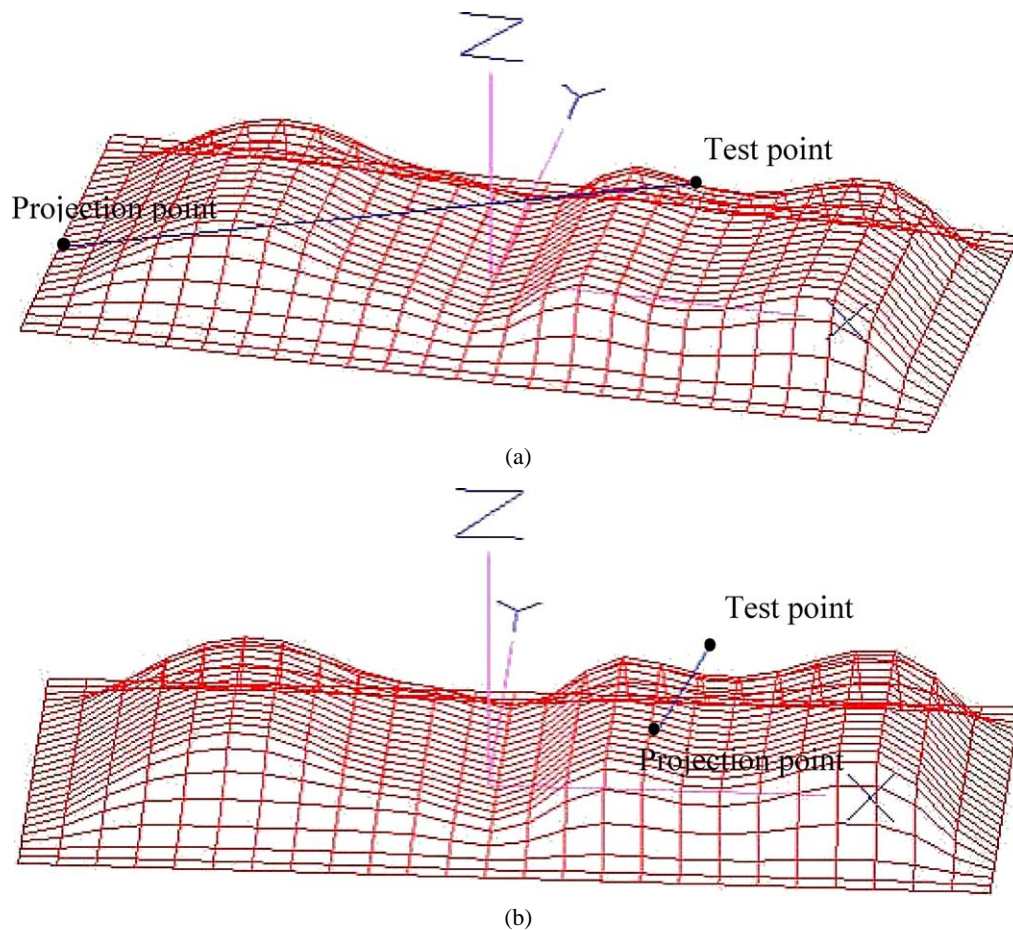 Z
Y
Test point
Projection point
X
(a)
Z
Y
Test point
Projection point
X
(b)